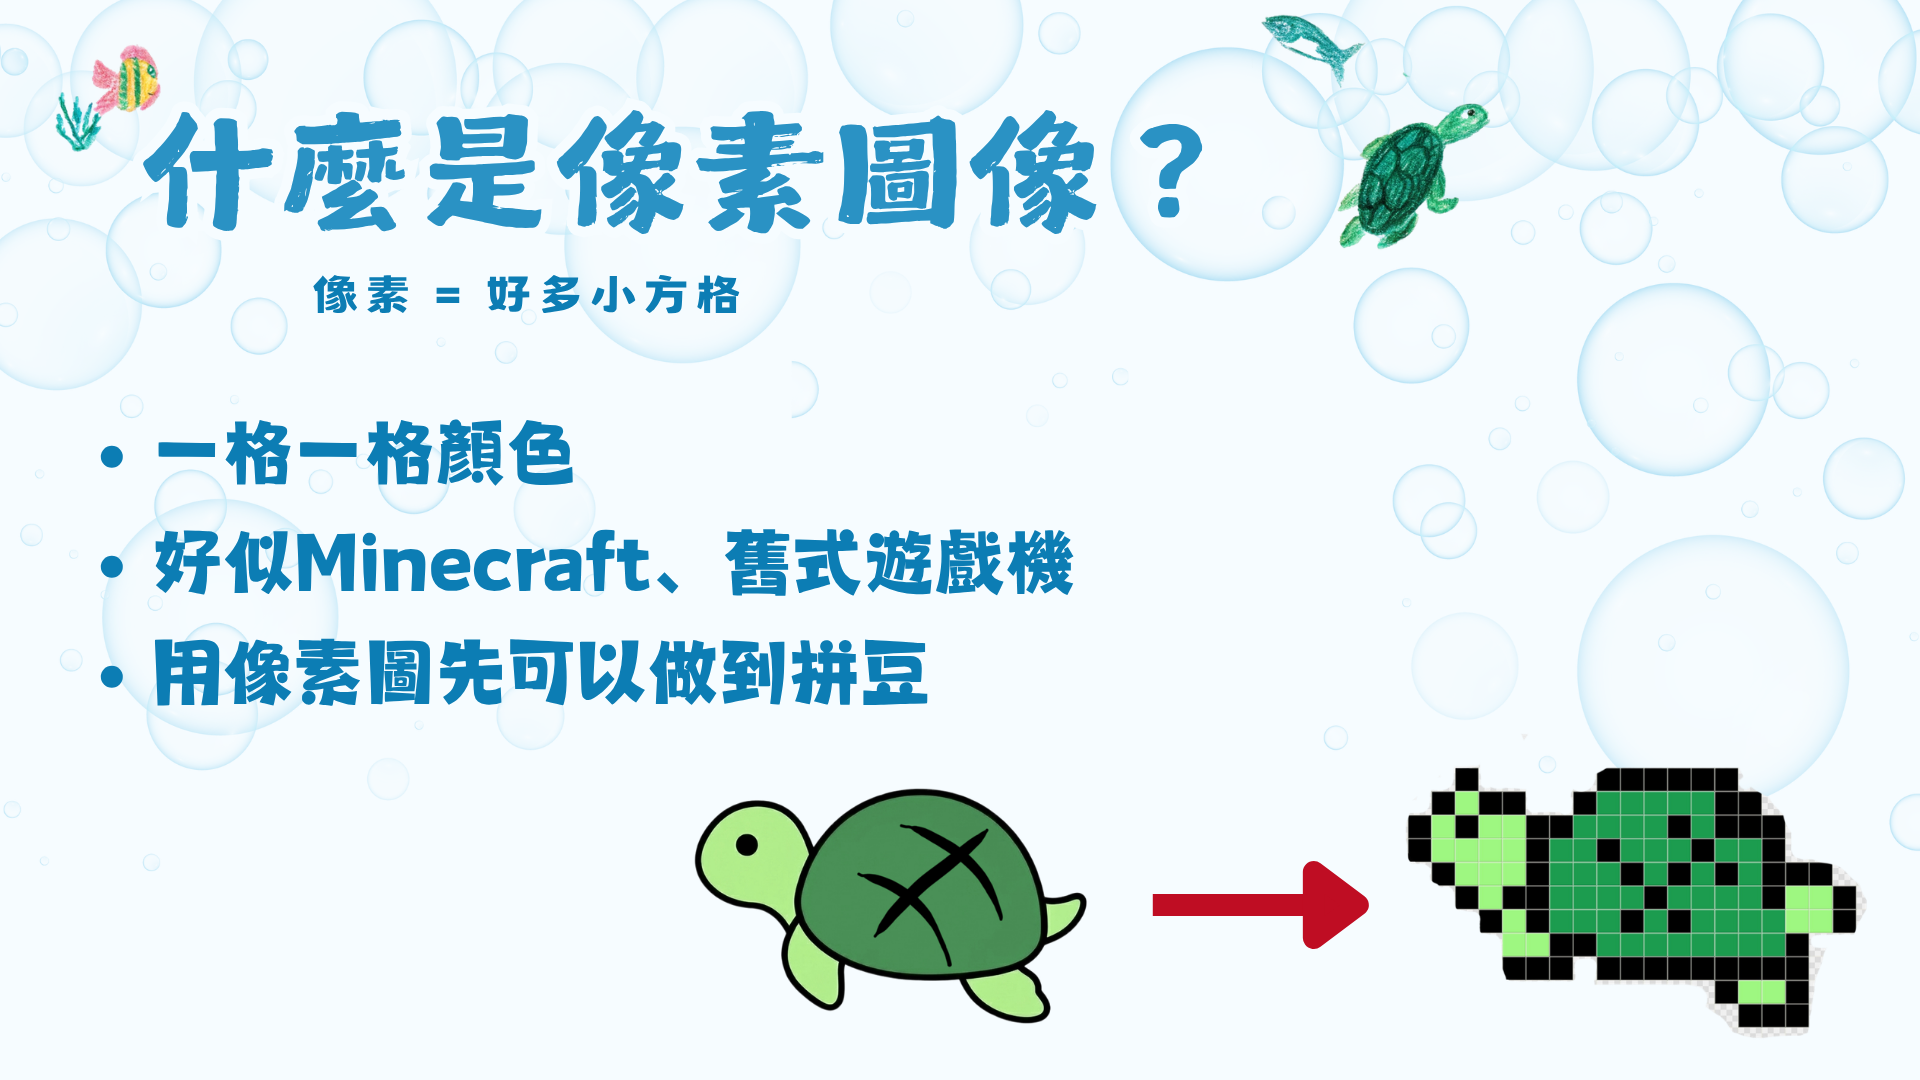 什麼是像素圖像？
像素 = 好多小方格
• 一格一格顏色
• 好似Minecraft、舊式遊戲機
• 用像素圖先可以做到拼豆